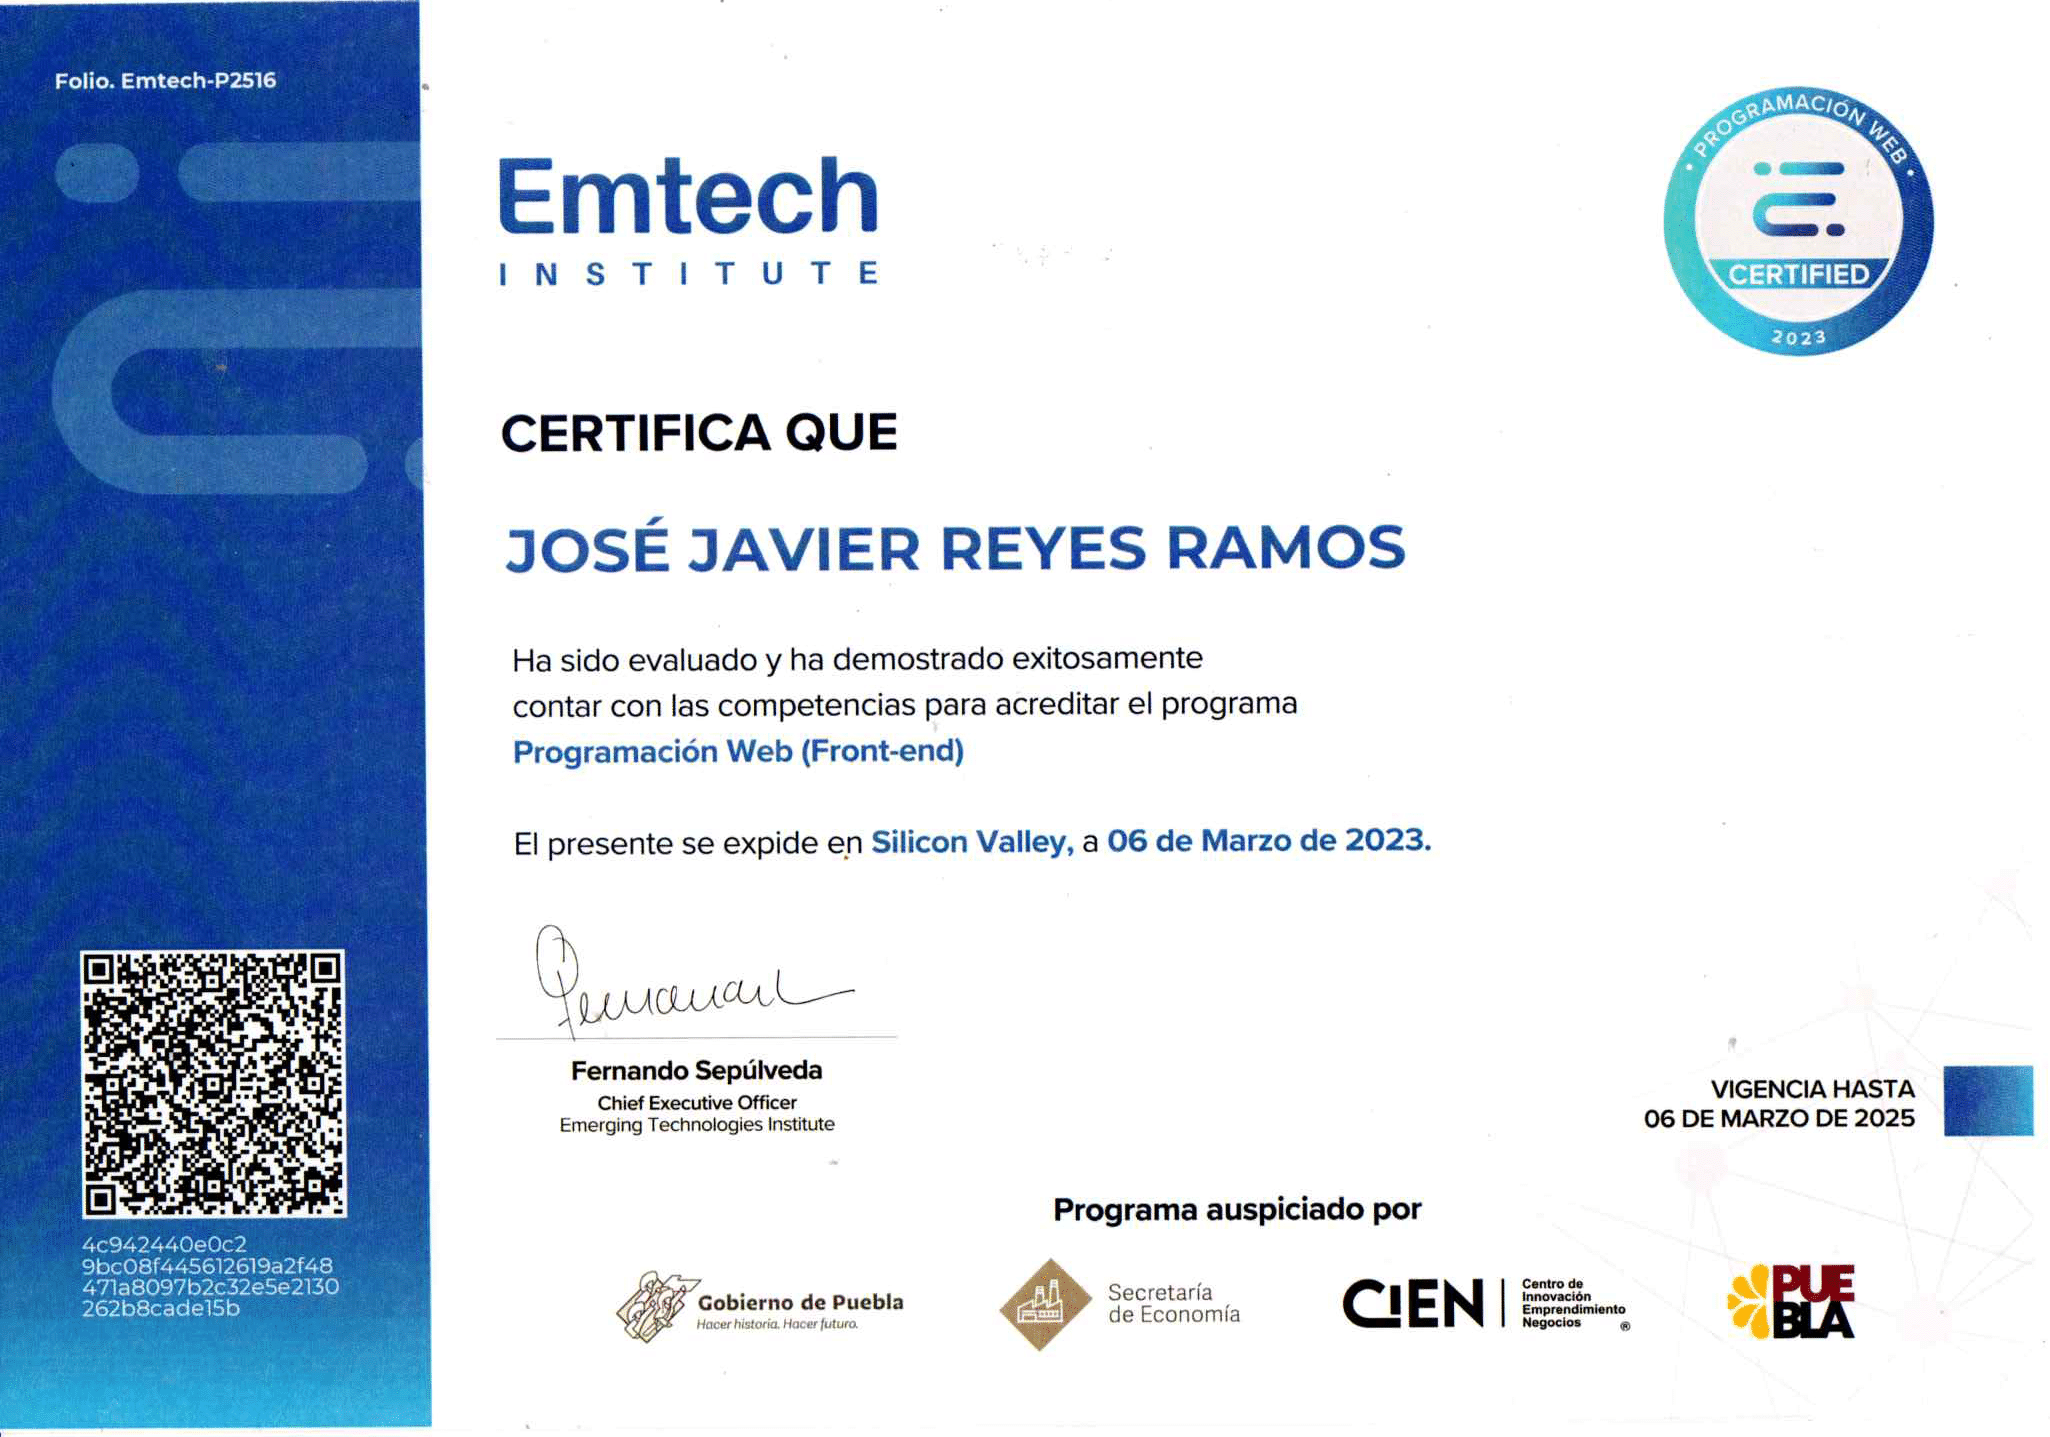 Folio. Emtech-P2516
Emtech
INSTITUTE
• PROGRAMACIÓN WEB •
CERTIFIED
2023
CERTIFICA QUE
JOSÉ JAVIER REYES RAMOS
Ha sido evaluado y ha demostrado exitosamente
contar con las competencias para acreditar el programa
Programación Web (Front-end)
El presente se expide en Silicon Valley, a 06 de Marzo de 2023.
Fernando Sepúlveda
Chief Executive Officer
Emerging Technologies Institute
VIGENCIA HASTA
06 DE MARZO DE 2025
4c942440e0c2
9bc08f445612619a2f48
471a8097b2c32e5e2130
262b8cade15b
Programa auspiciado por
Gobierno de Puebla
Hacer historia. Hacer futuro.
Secretaría
de Economía
CIEN
Centro de
Innovación
Emprendimiento
Negocios ®
PUE
BLA